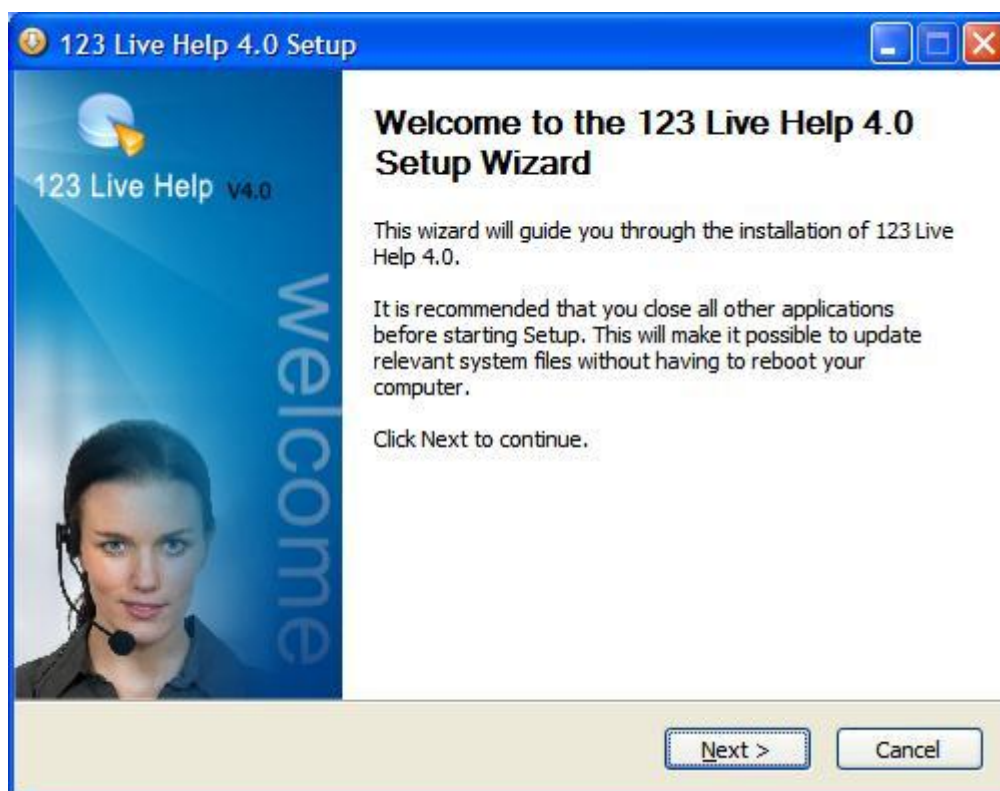 123 Live Help 4.0 Setup
123 Live Help V4.0
welcome
Welcome to the 123 Live Help 4.0
Setup Wizard
This wizard will guide you through the installation of 123 Live
Help 4.0.
It is recommended that you close all other applications
before starting Setup. This will make it possible to update
relevant system files without having to reboot your
computer.
Click Next to continue.
Next >
Cancel